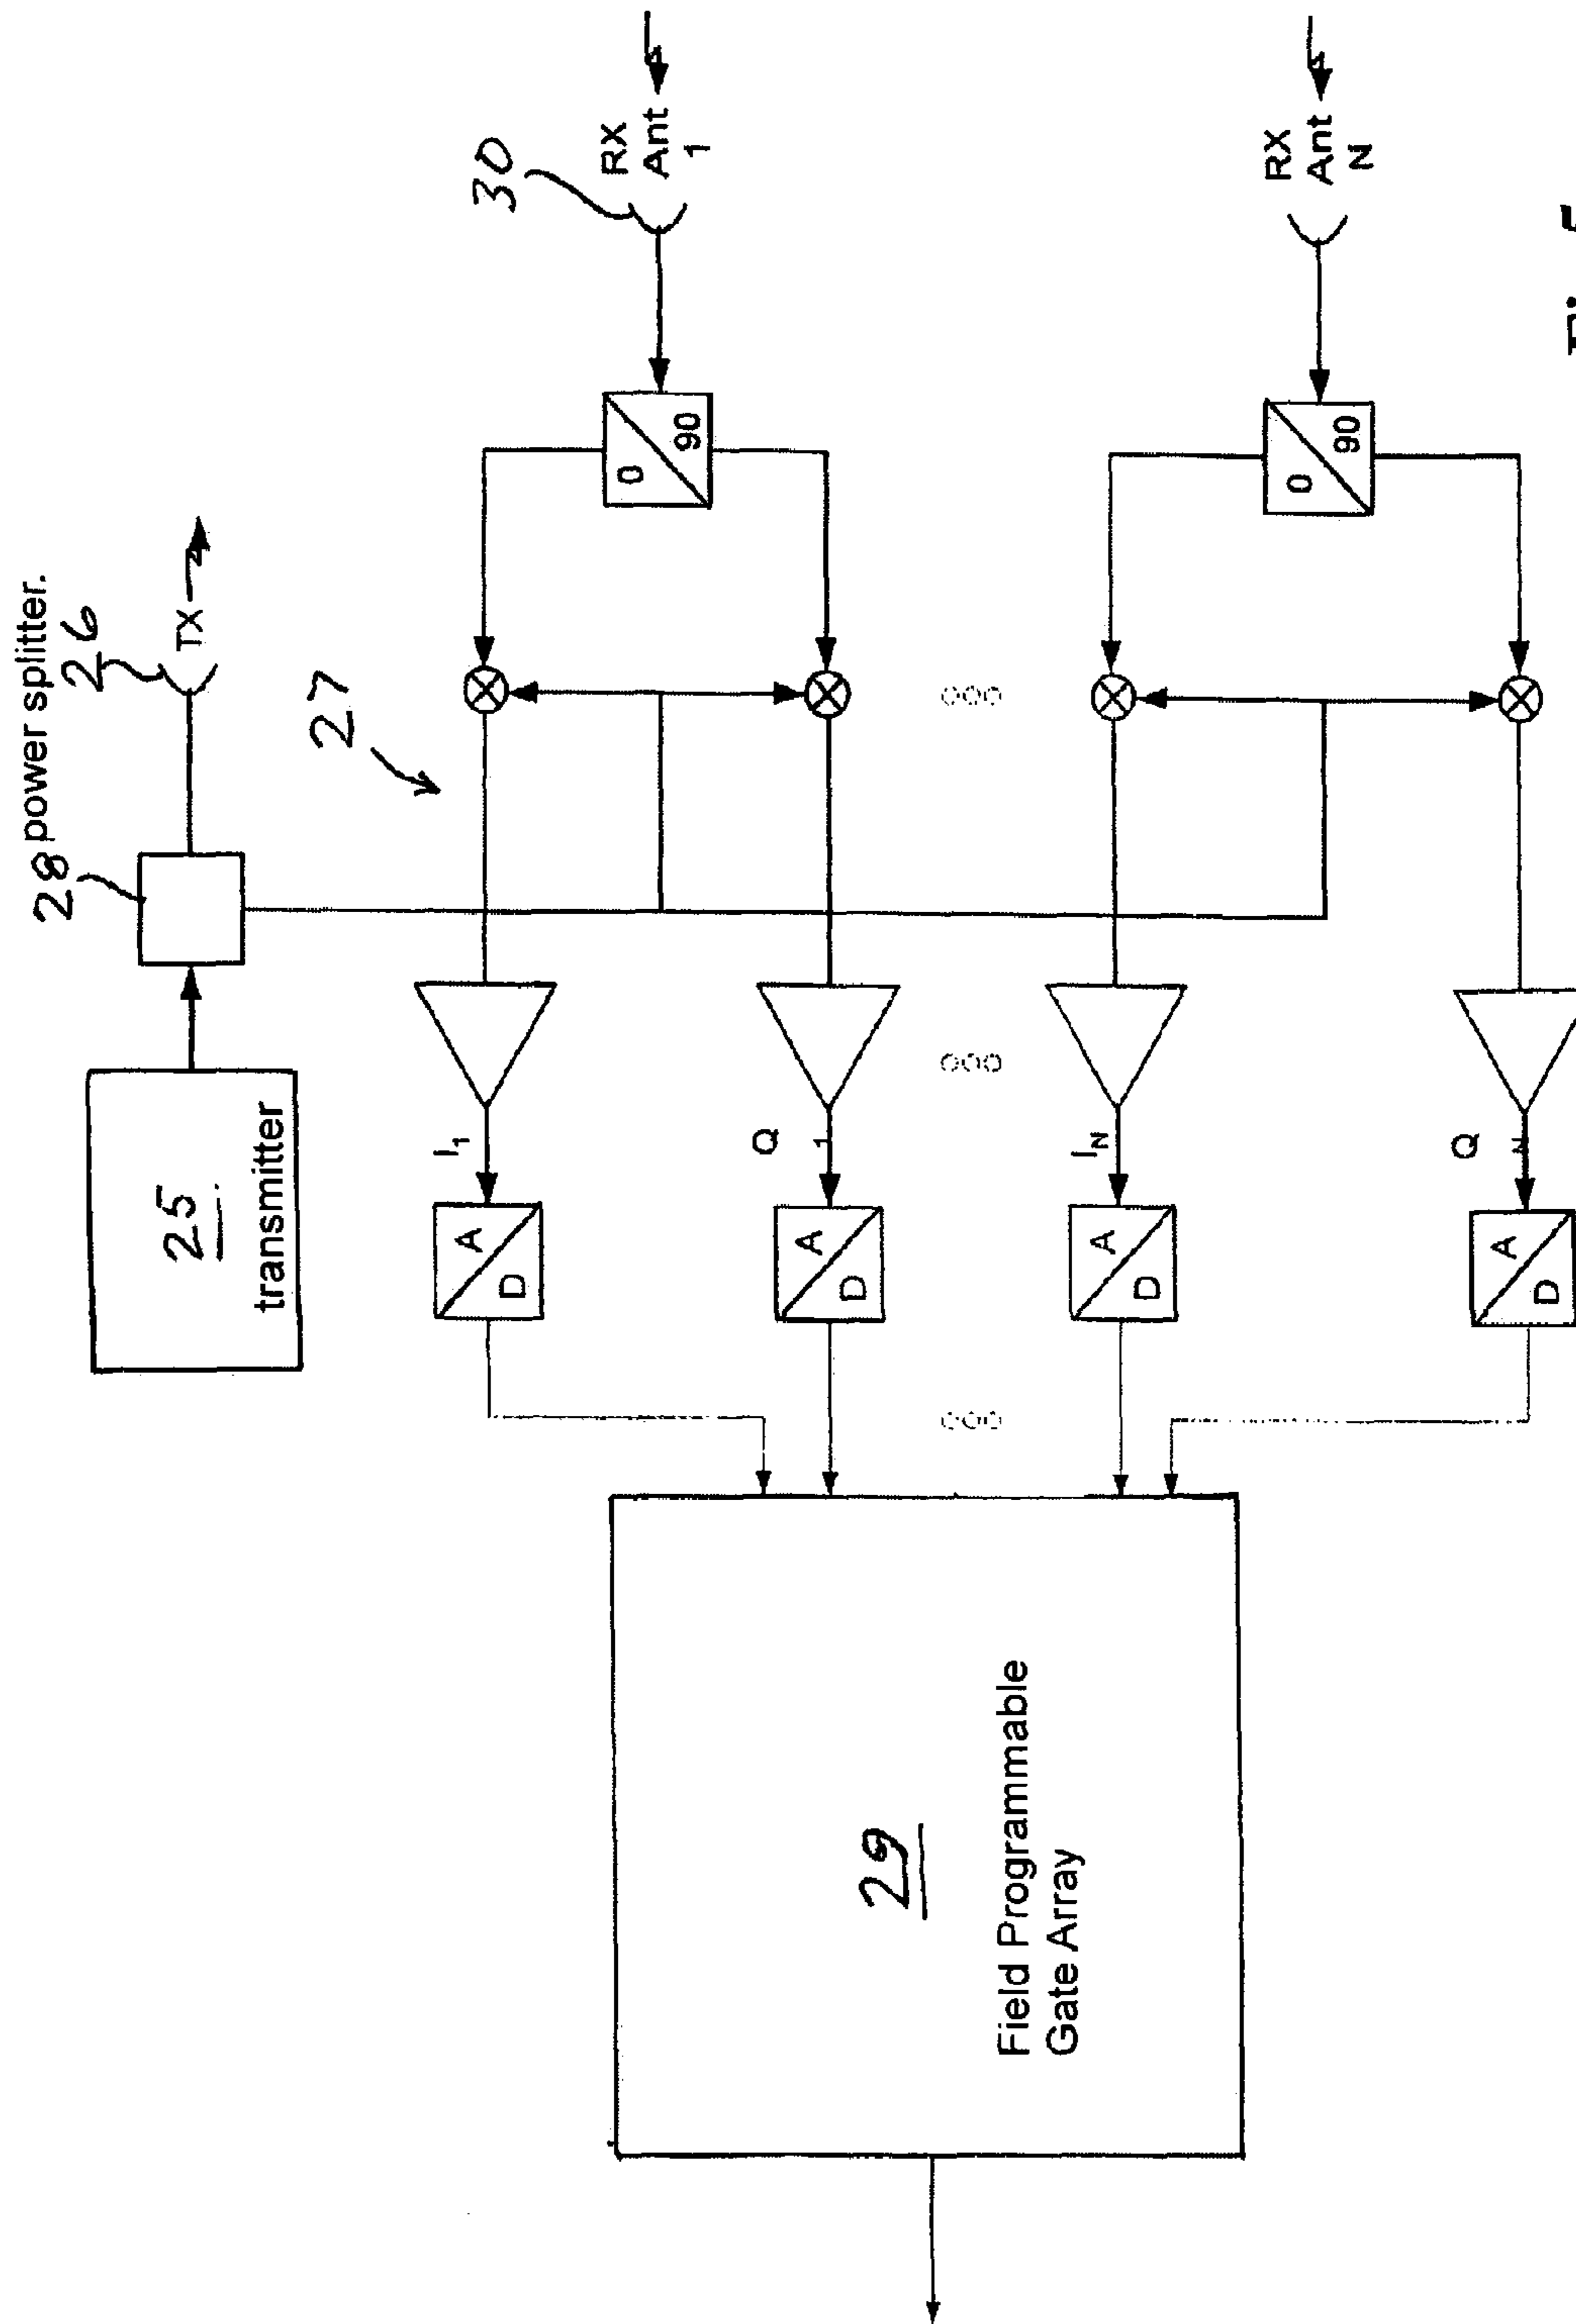 28 power splitter.
26
TX
25
transmitter
27
30
RX
Ant
1
0
90
I1
A
D
Q
1
A
D
RX
Ant
N
0
90
IN
A
D
Q
N
A
D
29
Field Programmable
Gate Array